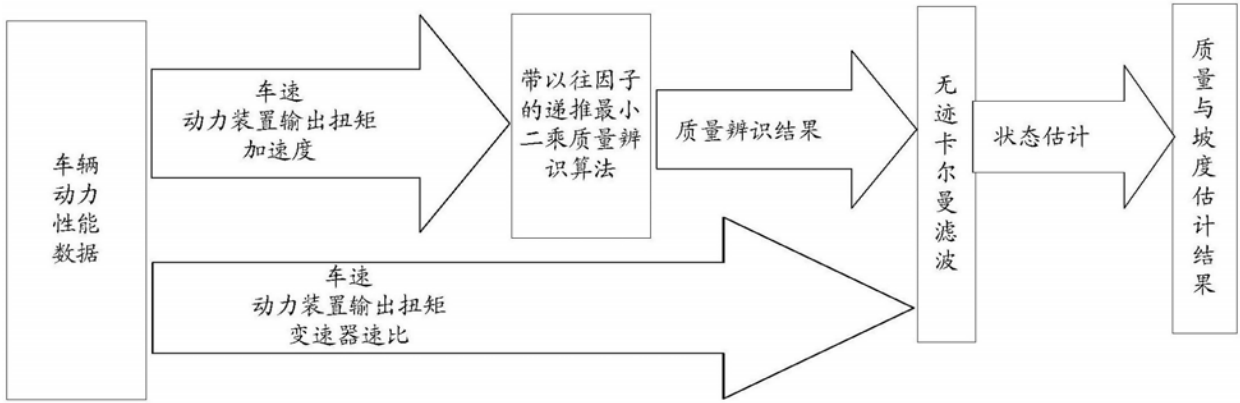 车辆
动力
性能
数据
车速
动力装置输出扭矩
加速度
带以往因子
的递推最小
二乘质量辨
识算法
质量辨识结果
车速
动力装置输出扭矩
变速器速比
无迹卡尔曼滤波
状态估计
质量与坡度估计结果